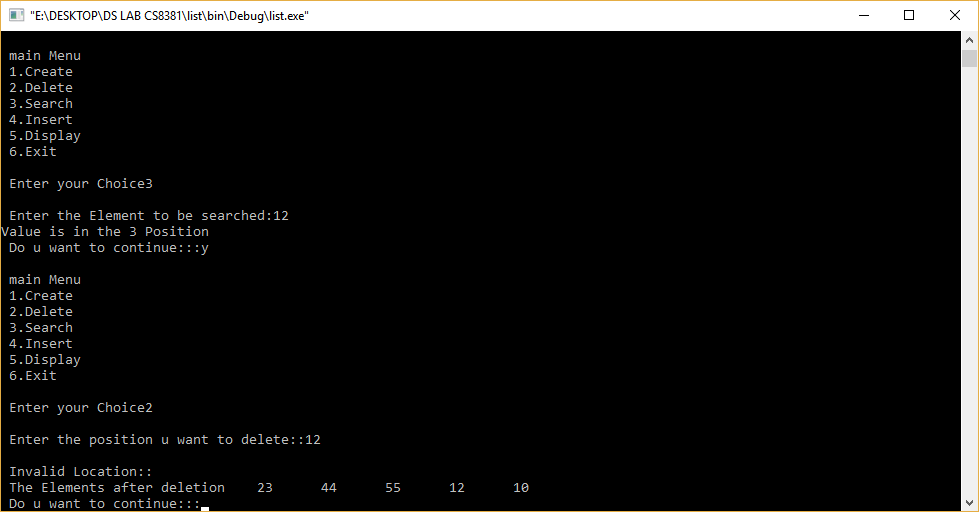 "E:\DESKTOP\DS LAB CS8381\list\bin\Debug\list.exe"
main Menu
1.Create
2.Delete
3.Search
4.Insert
5.Display
6.Exit
Enter your Choice3
Enter the Element to be searched:12
Value is in the 3 Position
Do u want to continue:::y
main Menu
1.Create
2.Delete
3.Search
4.Insert
5.Display
6.Exit
Enter your Choice2
Enter the position u want to delete::12
Invalid Location::
The Elements after deletion    23      44      55      12      10
Do u want to continue:::